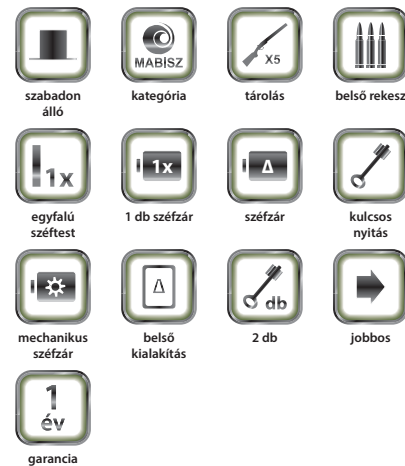 MABISZ
X5
szabadon
álló
kategória
tárolás
belső rekesz
1x
1x
Δ
egyfalú
széftest
1 db széfzár
széfzár
kulcsos
nyitás
Δ
db
mechanikus
széfzár
belső
kialakítás
2 db
jobbos
1
év
garancia